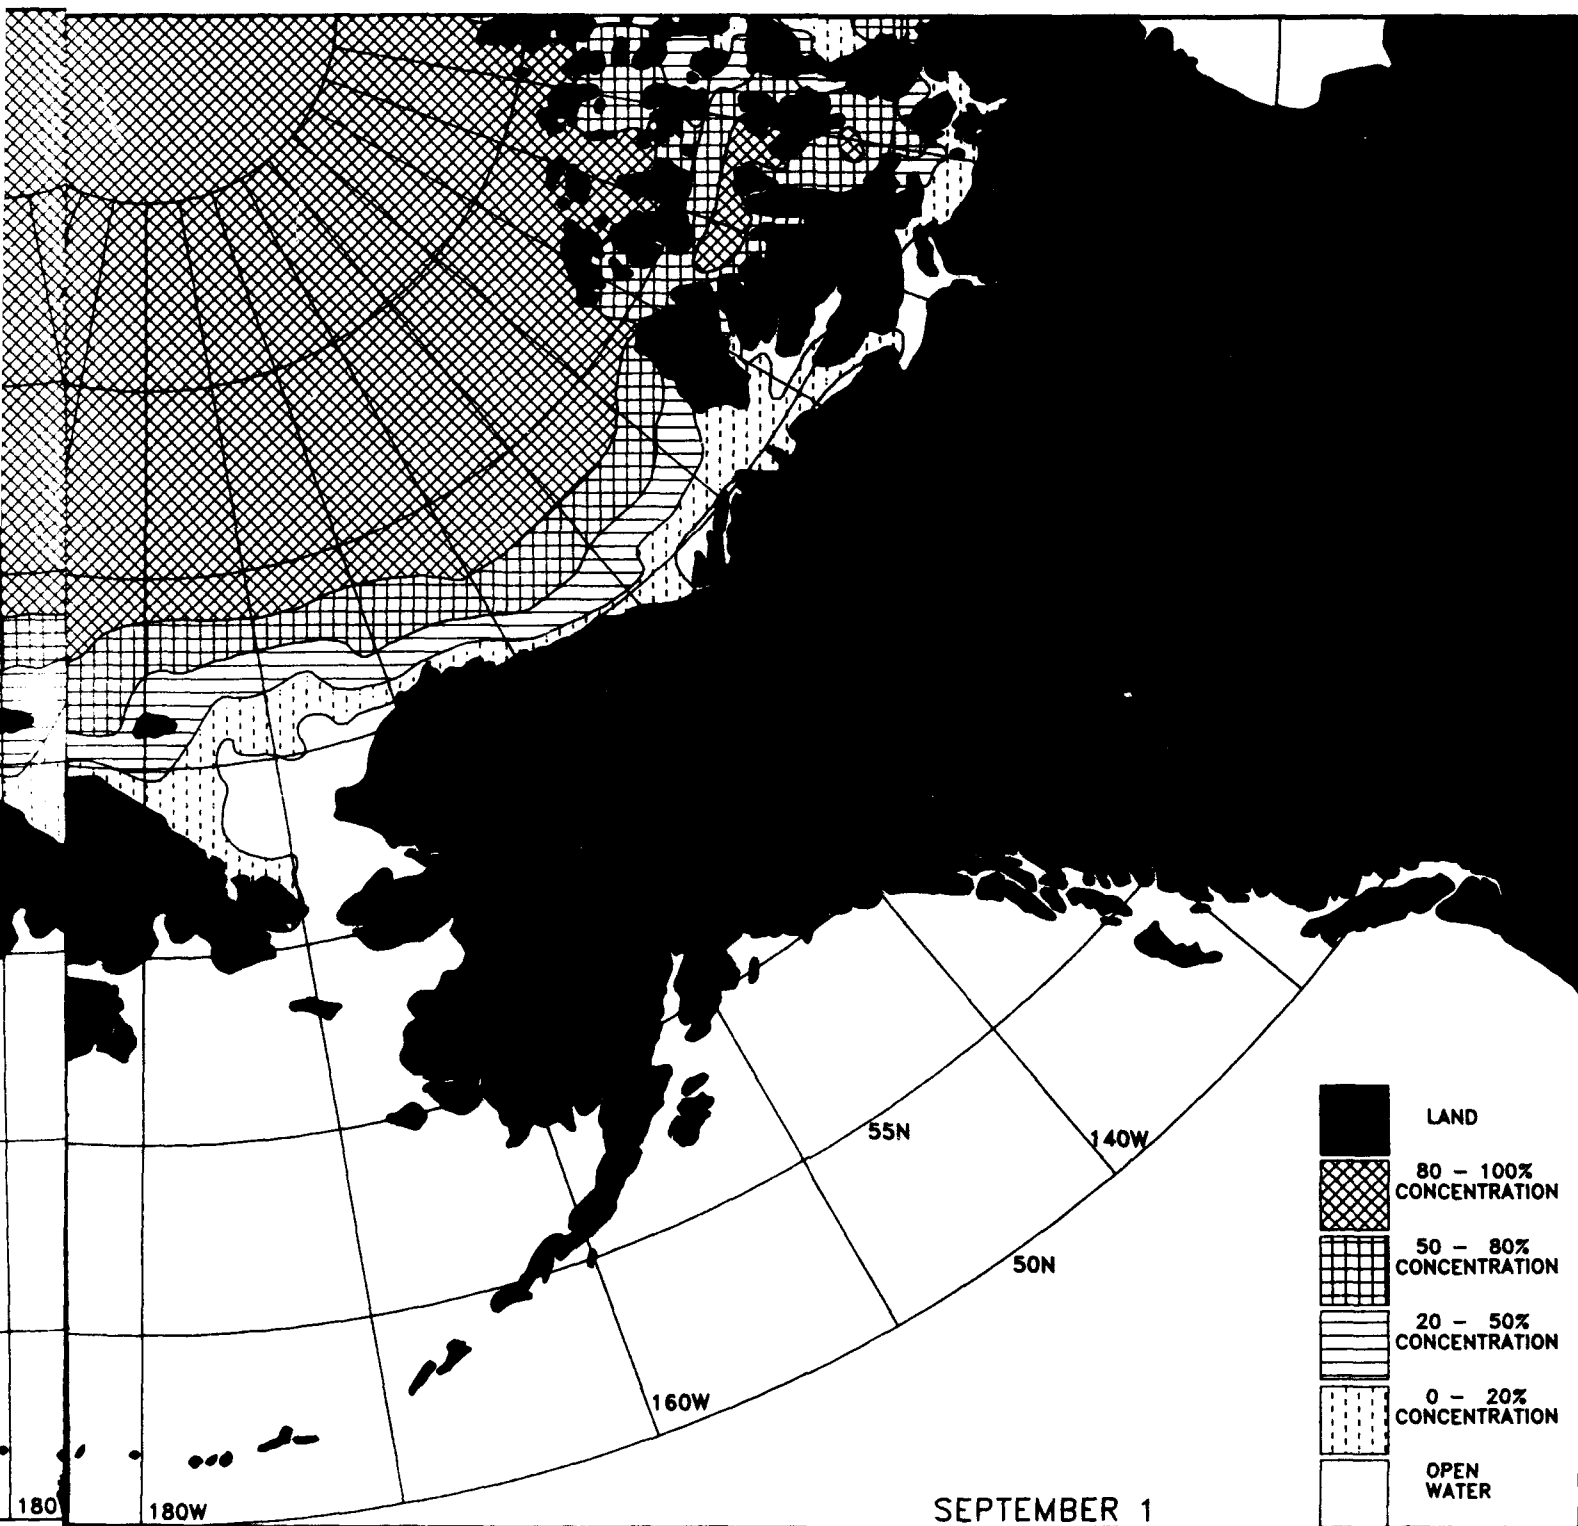 LAND
80 - 100%
CONCENTRATION
50 - 80%
CONCENTRATION
20 - 50%
CONCENTRATION
0 - 20%
CONCENTRATION
OPEN
WATER
55N
140W
50N
160W
180
180W
SEPTEMBER 1